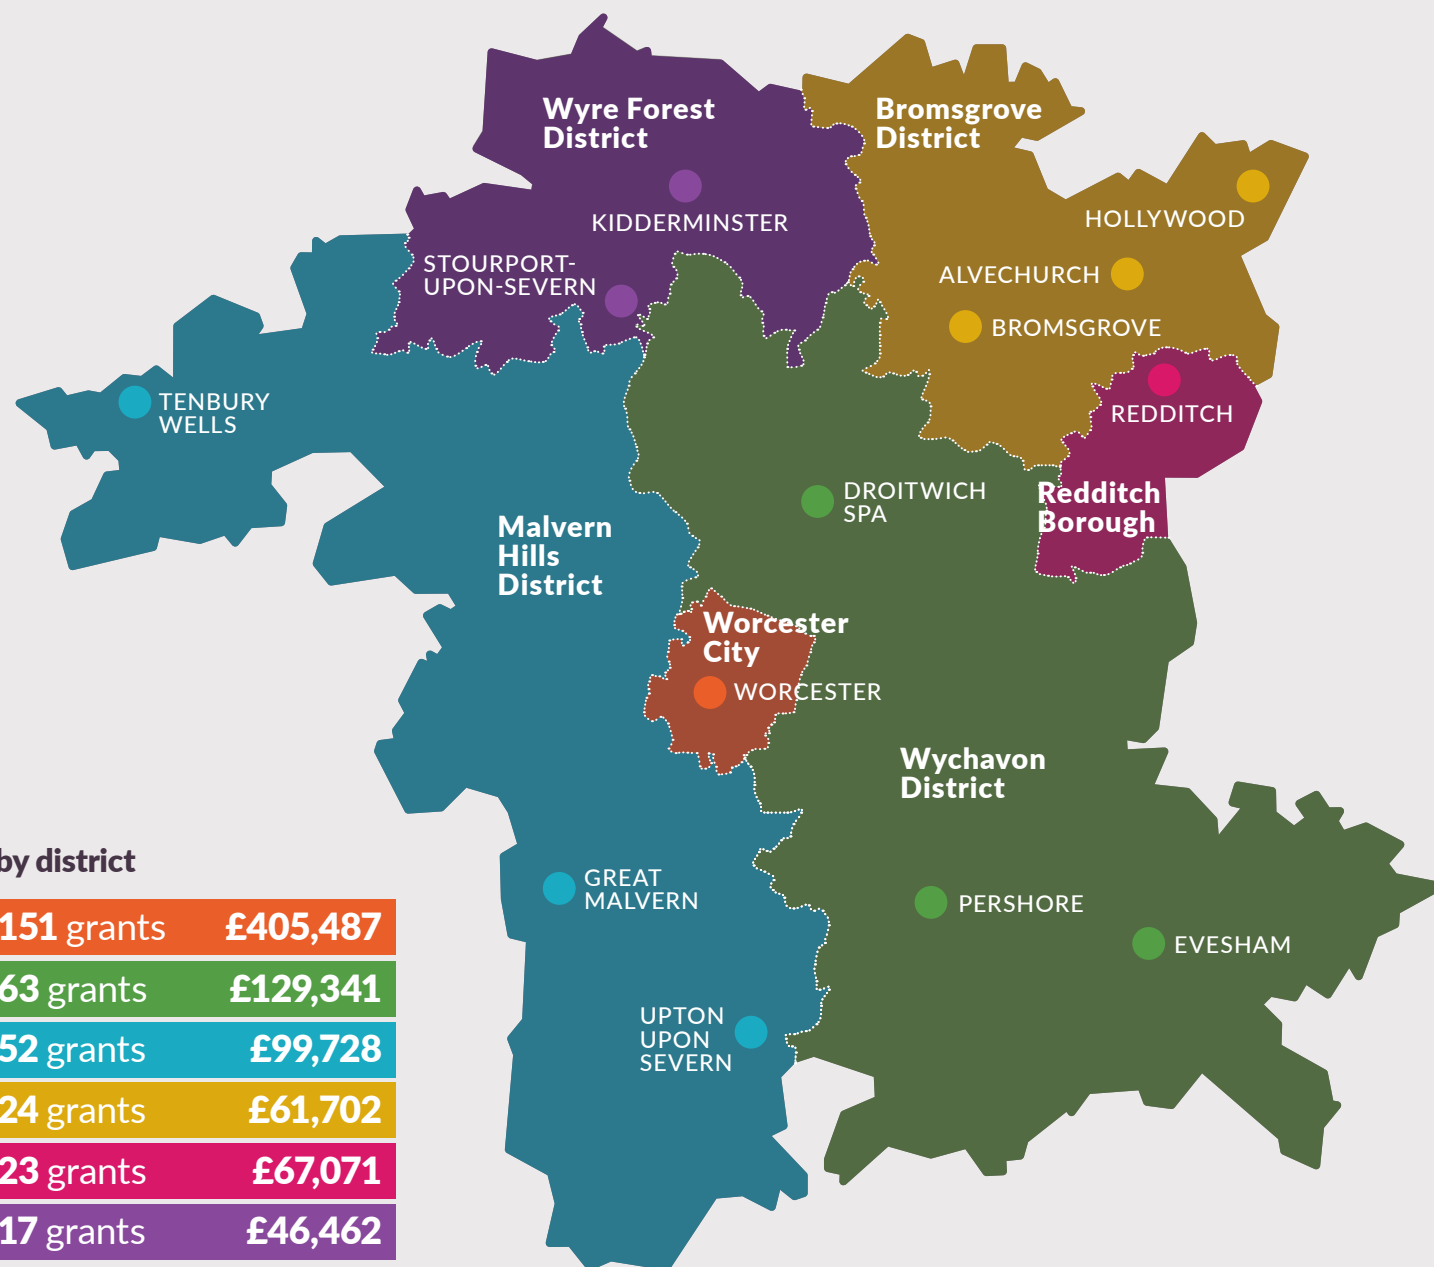 Wyre Forest
District
Bromsgrove
District
KIDDERMINSTER
HOLLYWOOD
STOURPORT-
UPON-SEVERN
ALVECHURCH
BROMSGROVE
TENBURY
WELLS
REDDITCH
DROITWICH
SPA
Redditch
Borough
Malvern
Hills
District
Worcester
City
WORCESTER
Wychavon
District
GREAT
MALVERN
PERSHORE
EVESHAM
UPTON
UPON
SEVERN
by district
151 grants £405,487
63 grants £129,341
52 grants £99,728
24 grants £61,702
23 grants £67,071
17 grants £46,462